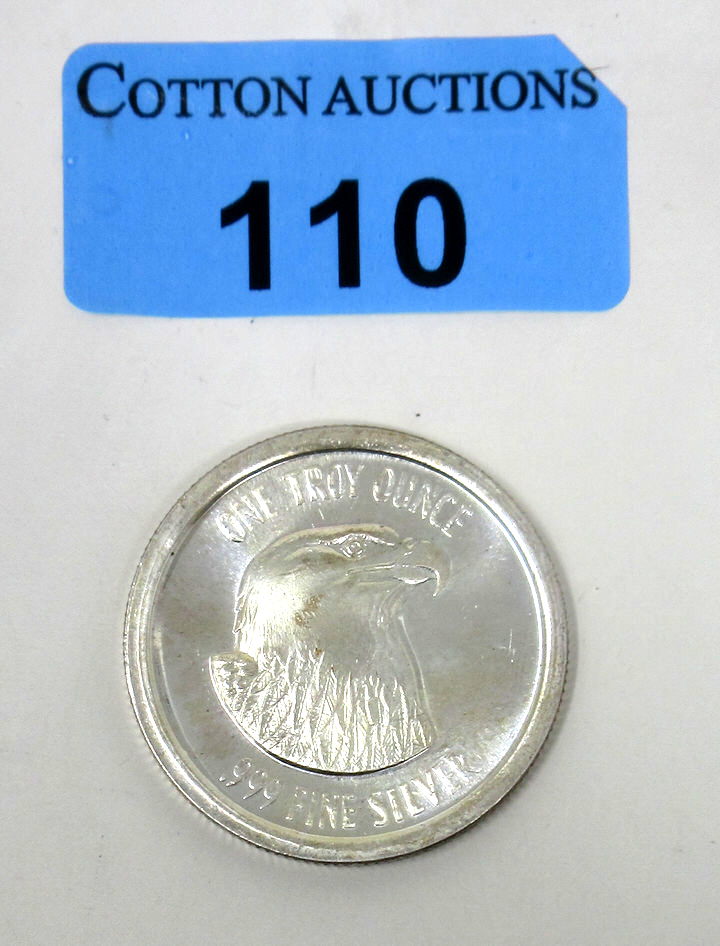 COTTON AUCTIONS
110
ONE TROY OUNCE
.999 FINE SILVER